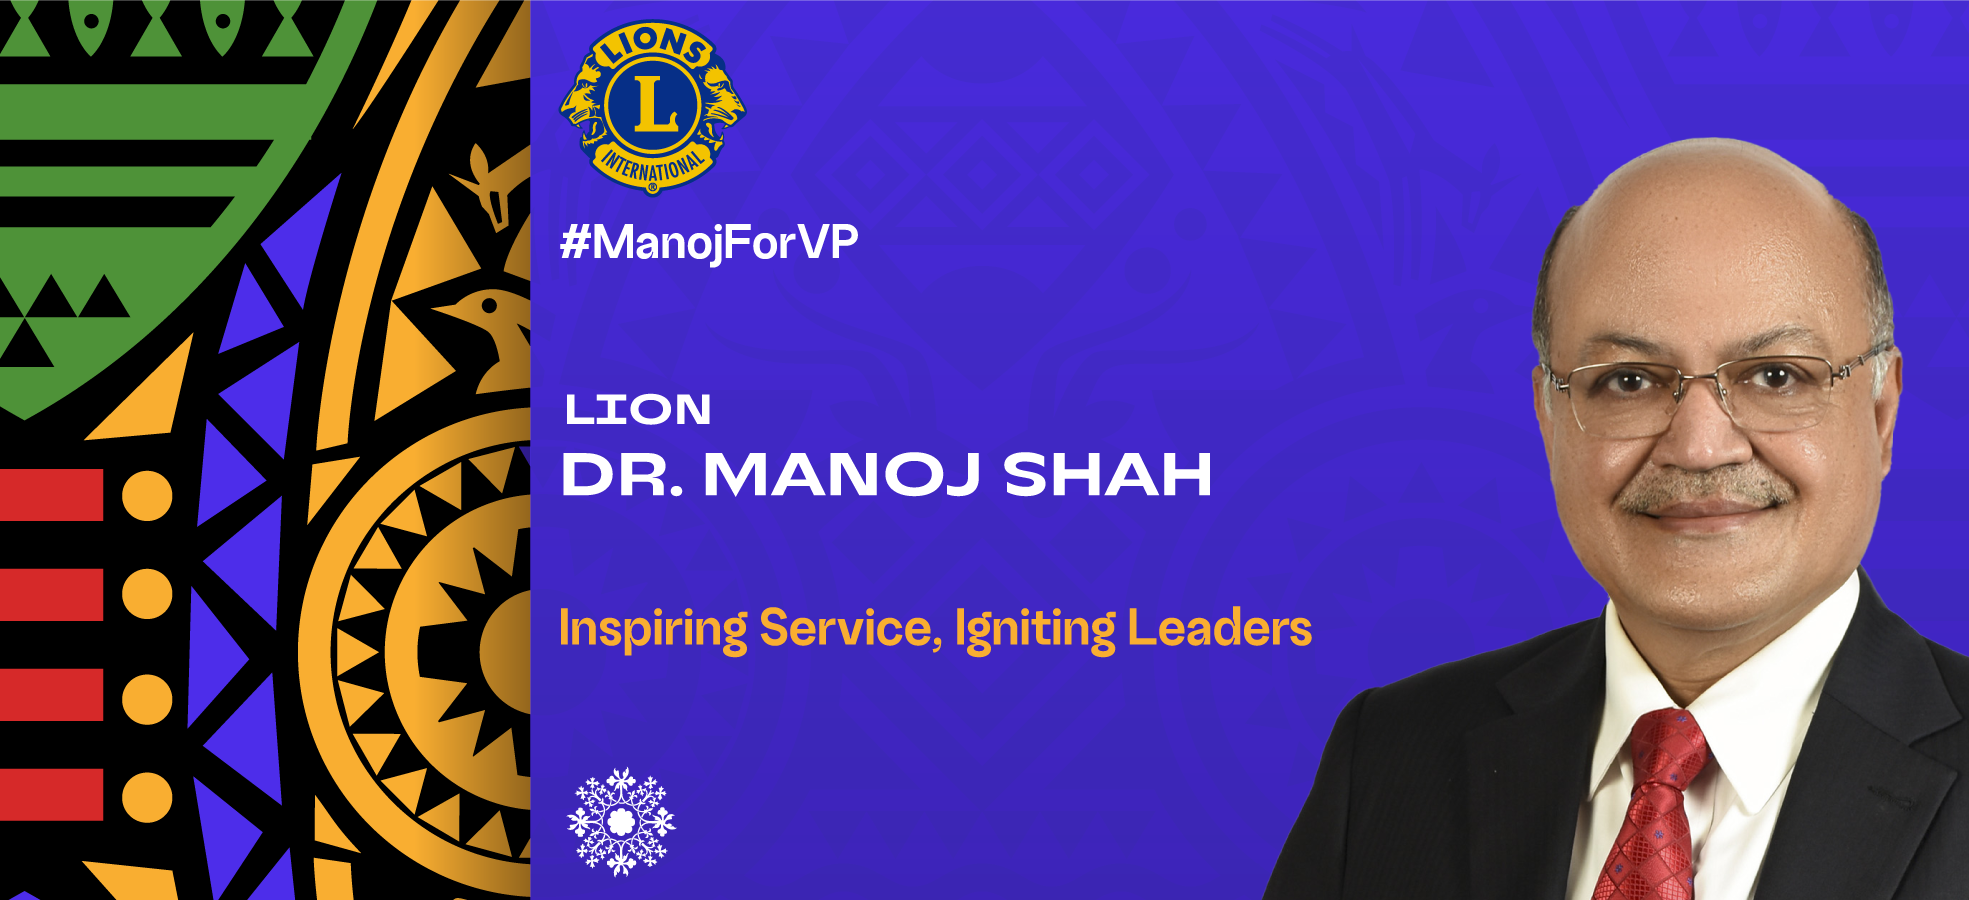 LIONS
L
INTERNATIONAL
®
#ManojForVP
LION
DR. MANOJ SHAH
Inspiring Service, Igniting Leaders